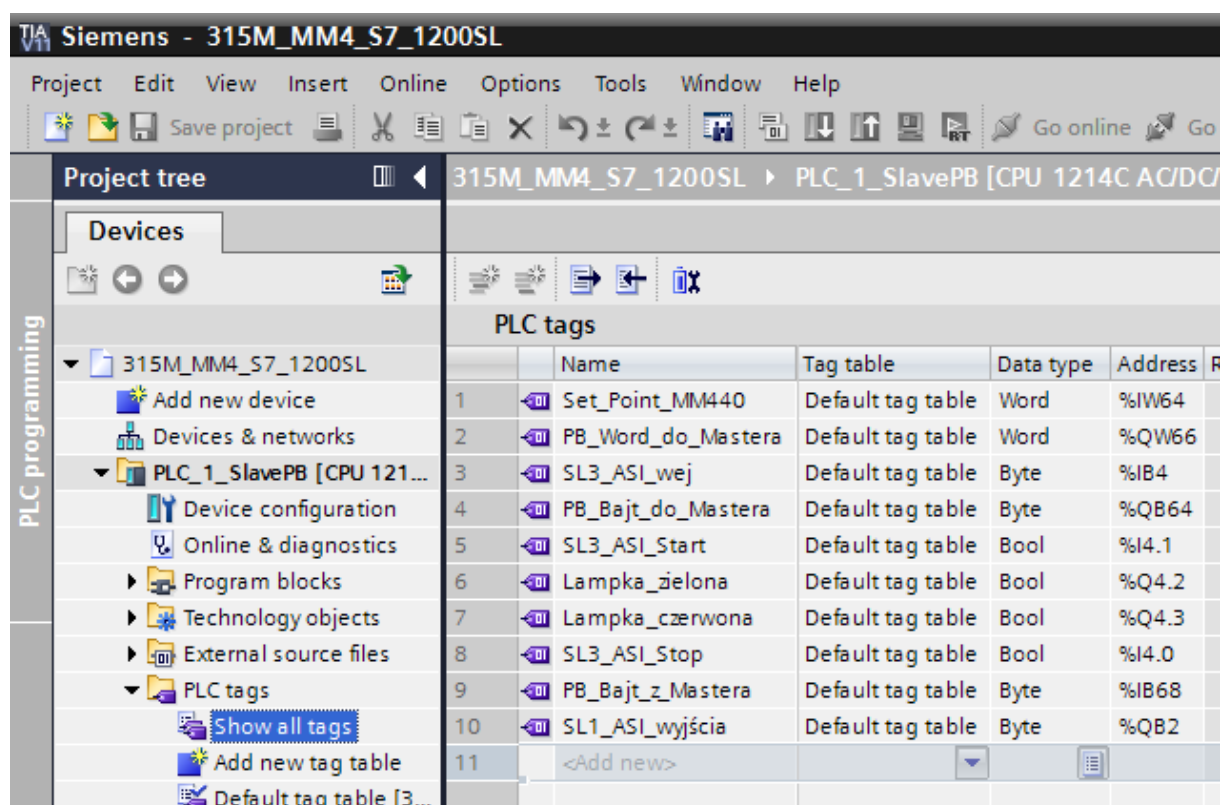 TIA V11 Siemens - 315M_MM4_S7_1200SL
Project Edit View Insert Online Options Tools Window Help
Save project Go online Go
Project tree 315M_MM4_S7_1200SL PLC_1_SlavePB [CPU 1214C AC/DC/
Devices
PLC programming
PLC tags
Name Tag table Data type Address R
315M_MM4_S7_1200SL
Add new device
Devices & networks
PLC_1_SlavePB [CPU 121...
Device configuration
Online & diagnostics
Program blocks
Technology objects
External source files
PLC tags
Show all tags
Add new tag table
Default tag table [3...
1 Set_Point_MM440 Default tag table Word %IW64
2 PB_Word_do_Mastera Default tag table Word %QW66
3 SL3_ASI_wej Default tag table Byte %IB4
4 PB_Bajt_do_Mastera Default tag table Byte %QB64
5 SL3_ASI_Start Default tag table Bool %I4.1
6 Lampka_zielona Default tag table Bool %Q4.2
7 Lampka_czerwona Default tag table Bool %Q4.3
8 SL3_ASI_Stop Default tag table Bool %I4.0
9 PB_Bajt_z_Mastera Default tag table Byte %IB68
10 SL1_ASI_wyjścia Default tag table Byte %QB2
11 <Add new>